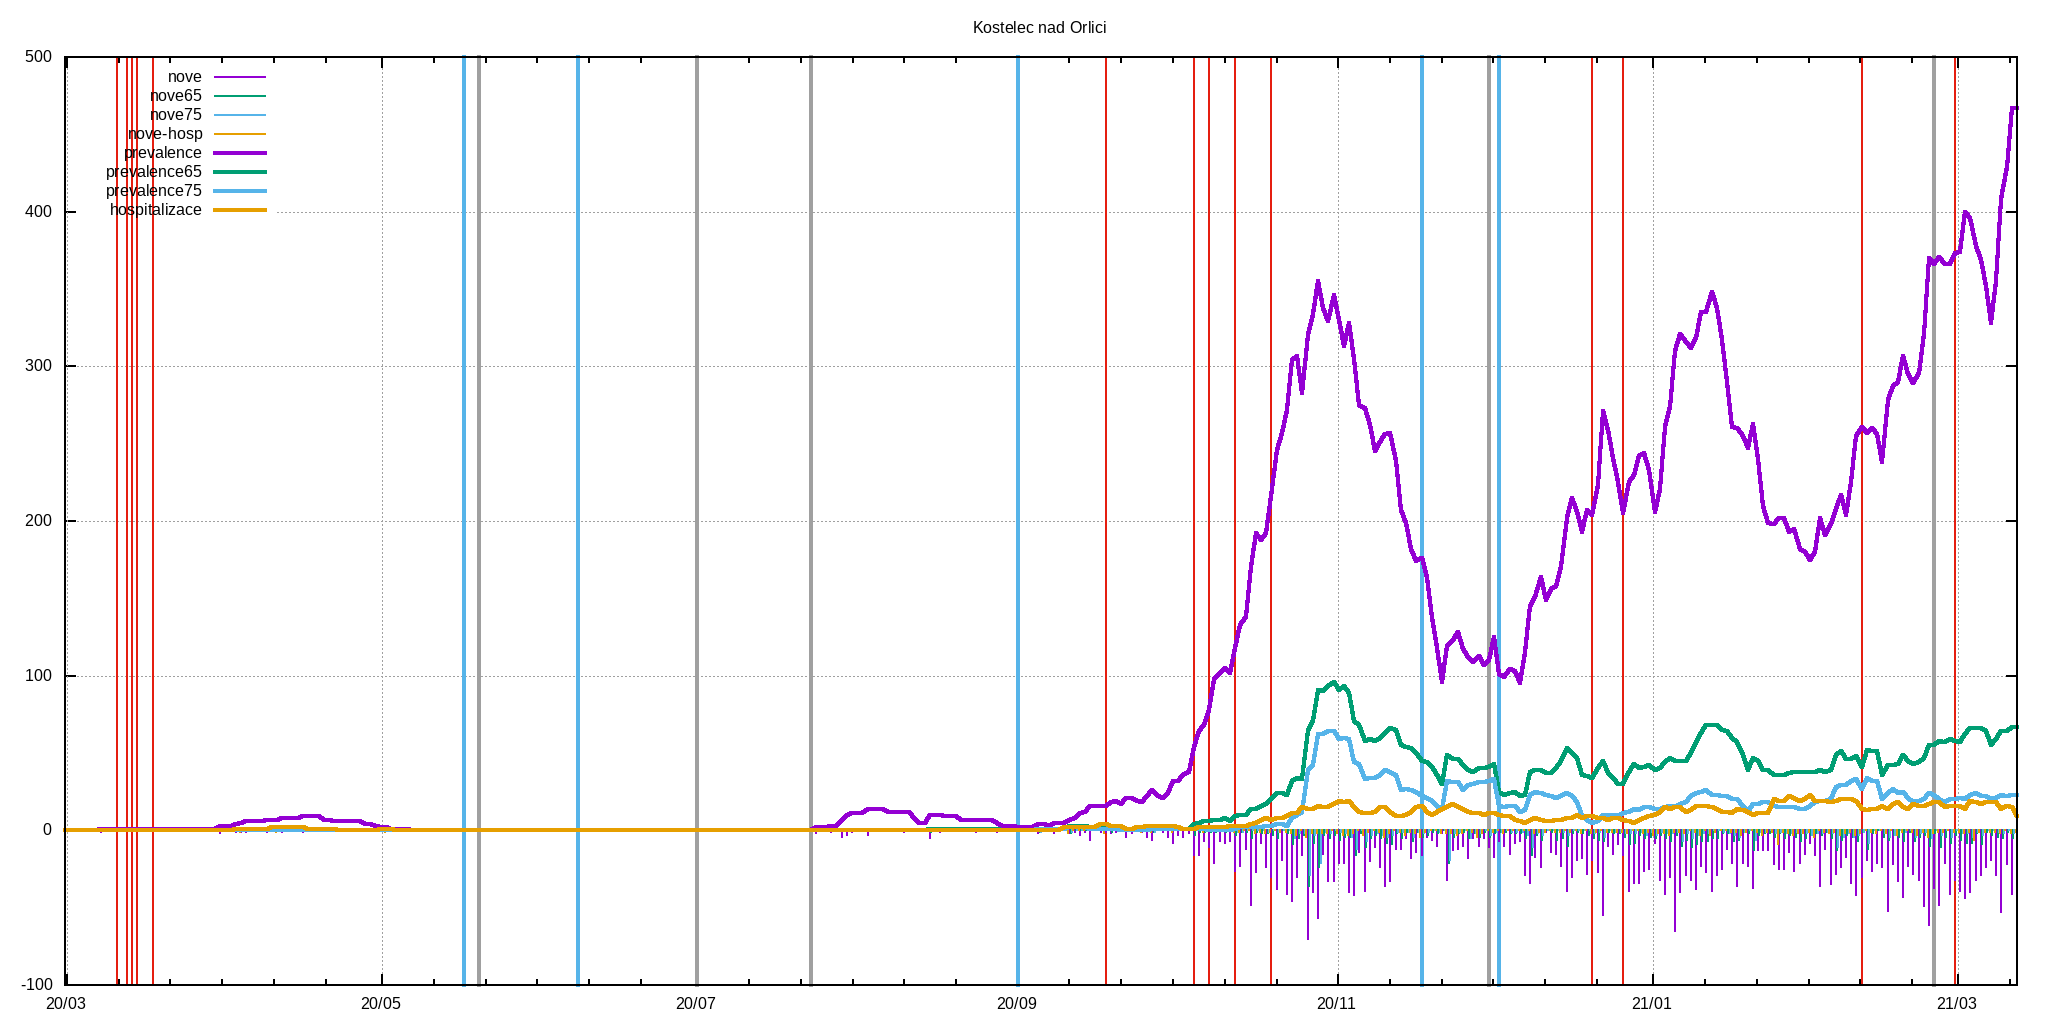 Kostelec nad Orlici
500
400
300
200
100
0
-100
nove
nove65
nove75
nove-hosp
prevalence
prevalence65
prevalence75
hospitalizace
20/03
20/05
20/07
20/09
20/11
21/01
21/03